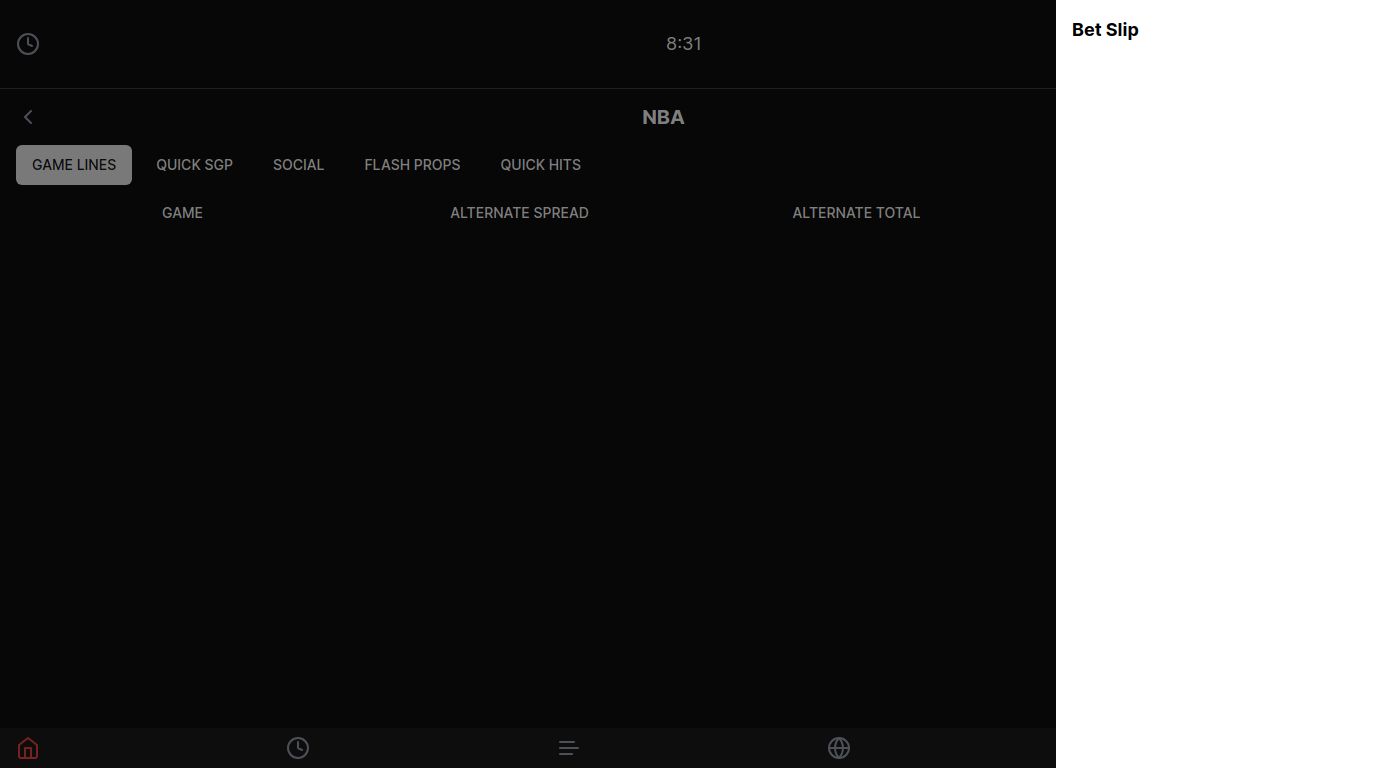 8:31
Bet Slip
NBA
GAME LINES QUICK SGP SOCIAL FLASH PROPS QUICK HITS
GAME ALTERNATE SPREAD ALTERNATE TOTAL